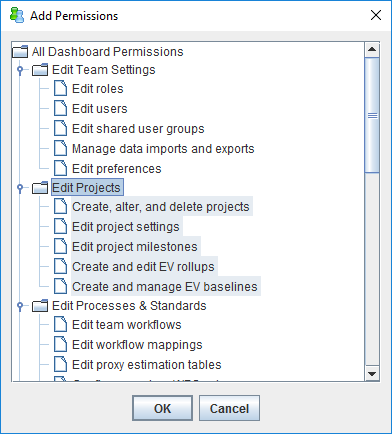 Add Permissions
All Dashboard Permissions
Edit Team Settings
Edit roles
Edit users
Edit shared user groups
Manage data imports and exports
Edit preferences
Edit Projects
Create, alter, and delete projects
Edit project settings
Edit project milestones
Create and edit EV rollups
Create and manage EV baselines
Edit Processes & Standards
Edit team workflows
Edit workflow mappings
Edit proxy estimation tables
OK Cancel